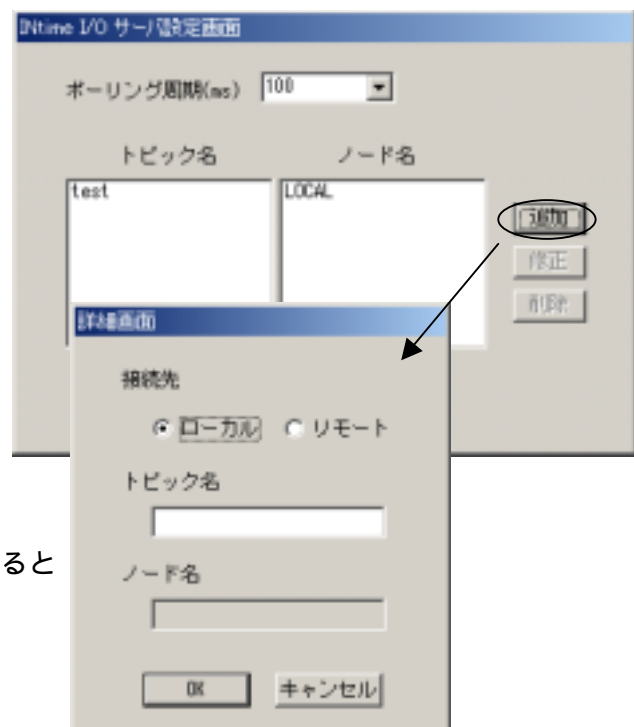 INtime I/O サーバ設定画面
ポーリング周期(ms) 100
トピック名 ノード名
test LOCAL
追加
修正
削除
詳細画面
接続先
ローカル リモート
トピック名
ると
ノード名
OK キャンセル